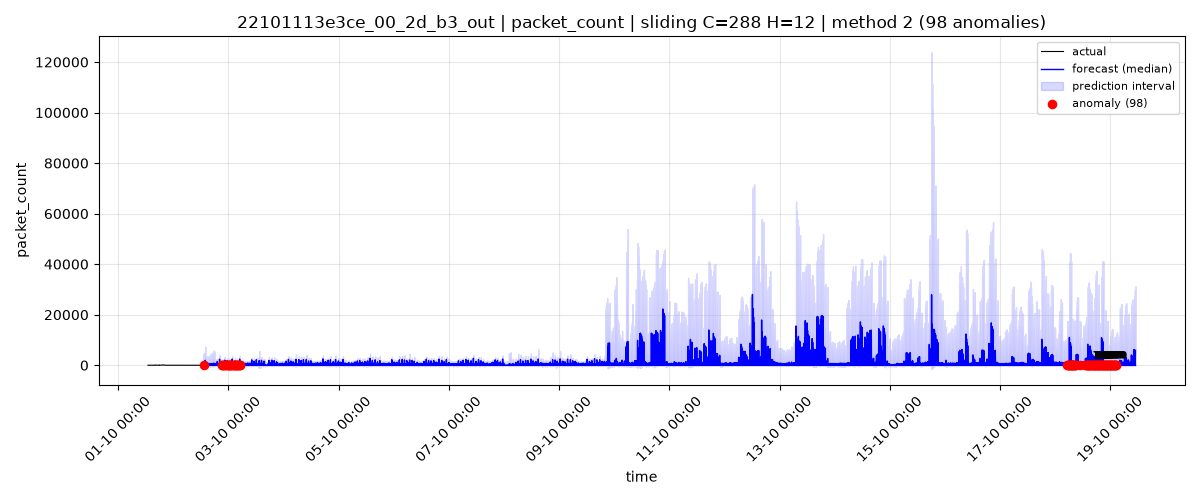 22101113e3ce_00_2d_b3_out | packet_count | sliding C=288 H=12 | method 2 (98 anomalies)
actual
forecast (median)
prediction interval
anomaly (98)
packet_count
120000
100000
80000
60000
40000
20000
0
01-10 00:00
03-10 00:00
05-10 00:00
07-10 00:00
09-10 00:00
11-10 00:00
13-10 00:00
15-10 00:00
17-10 00:00
19-10 00:00
time